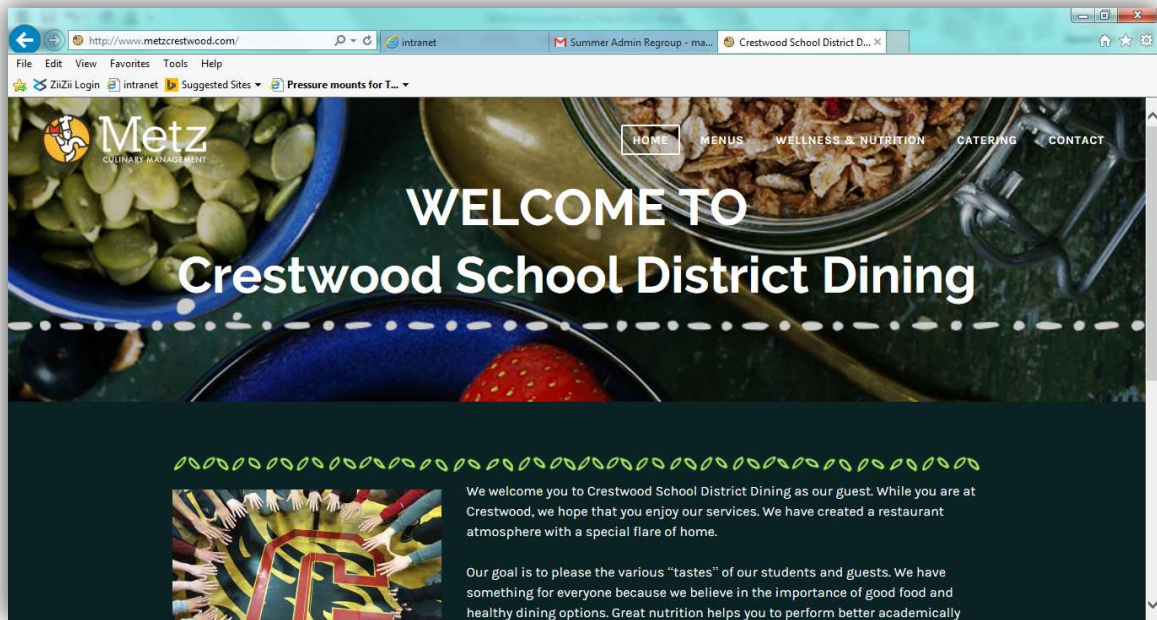 http://www.metzcrestwood.com/
intranet
Summer Admin Regroup - ma...
Crestwood School District D...
File Edit View Favorites Tools Help
ZiiZii Login intranet Suggested Sites Pressure mounts for T...
Metz
CULINARY MANAGEMENT
HOME MENUS WELLNESS & NUTRITION CATERING CONTACT
WELCOME TO
Crestwood School District Dining
We welcome you to Crestwood School District Dining as our guest. While you are at
Crestwood, we hope that you enjoy our services. We have created a restaurant
atmosphere with a special flare of home.
Our goal is to please the various “tastes” of our students and guests. We have
something for everyone because we believe in the importance of good food and
healthy dining options. Great nutrition helps you to perform better academically
C